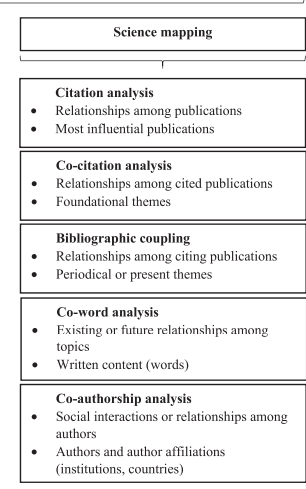 Science mapping
Citation analysis
• Relationships among publications
• Most influential publications
Co-citation analysis
• Relationships among cited publications
• Foundational themes
Bibliographic coupling
• Relationships among citing publications
• Periodical or present themes
Co-word analysis
• Existing or future relationships among
topics
• Written content (words)
Co-authorship analysis
• Social interactions or relationships among
authors
• Authors and author affiliations
(institutions, countries)